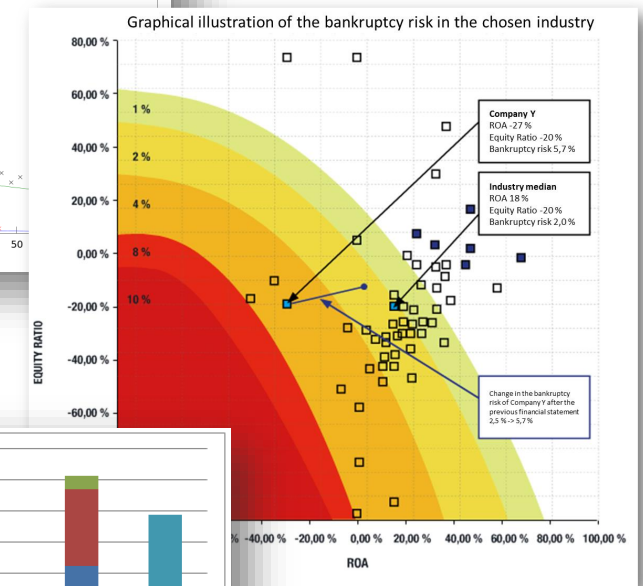 Graphical illustration of the bankruptcy risk in the chosen industry
80,00 %
60,00 %
40,00 %
20,00 %
0,00 %
-20,00 %
-40,00 %
-60,00 %
EQUITY RATIO
1 %
2 %
4 %
8 %
10 %
Company Y
ROA -27 %
Equity Ratio -20 %
Bankruptcy risk 5,7 %
Industry median
ROA 18 %
Equity Ratio -20 %
Bankruptcy risk 2,0 %
Change in the bankruptcy
risk of Company Y after the
previous financial statement
2,5 % -> 5,7 %
50
% -40,00 % -20,00 % 0,00 % 20,00 % 40,00 % 60,00 % 80,00 % 100,00 %
ROA